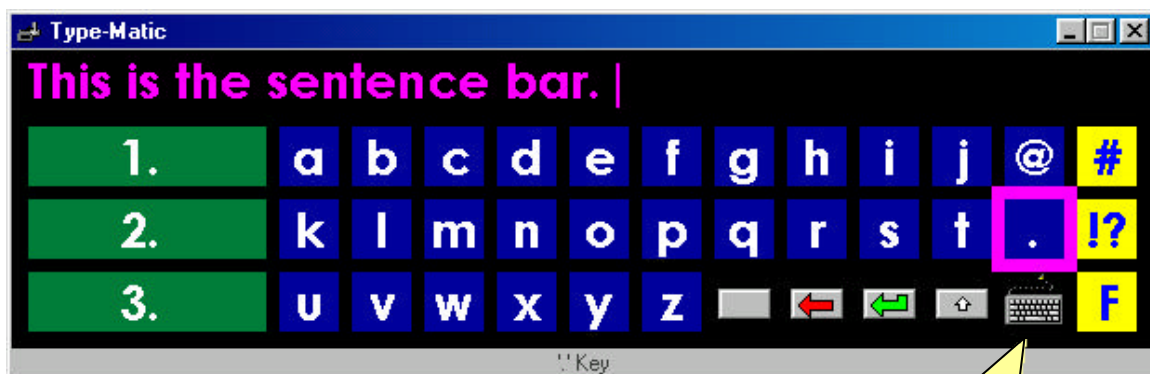 Type-Matic
This is the sentence bar.
1. a b c d e f g h i j @ #
2. k l m n o p q r s t . !?
3. u v w x y z F
'.' Key